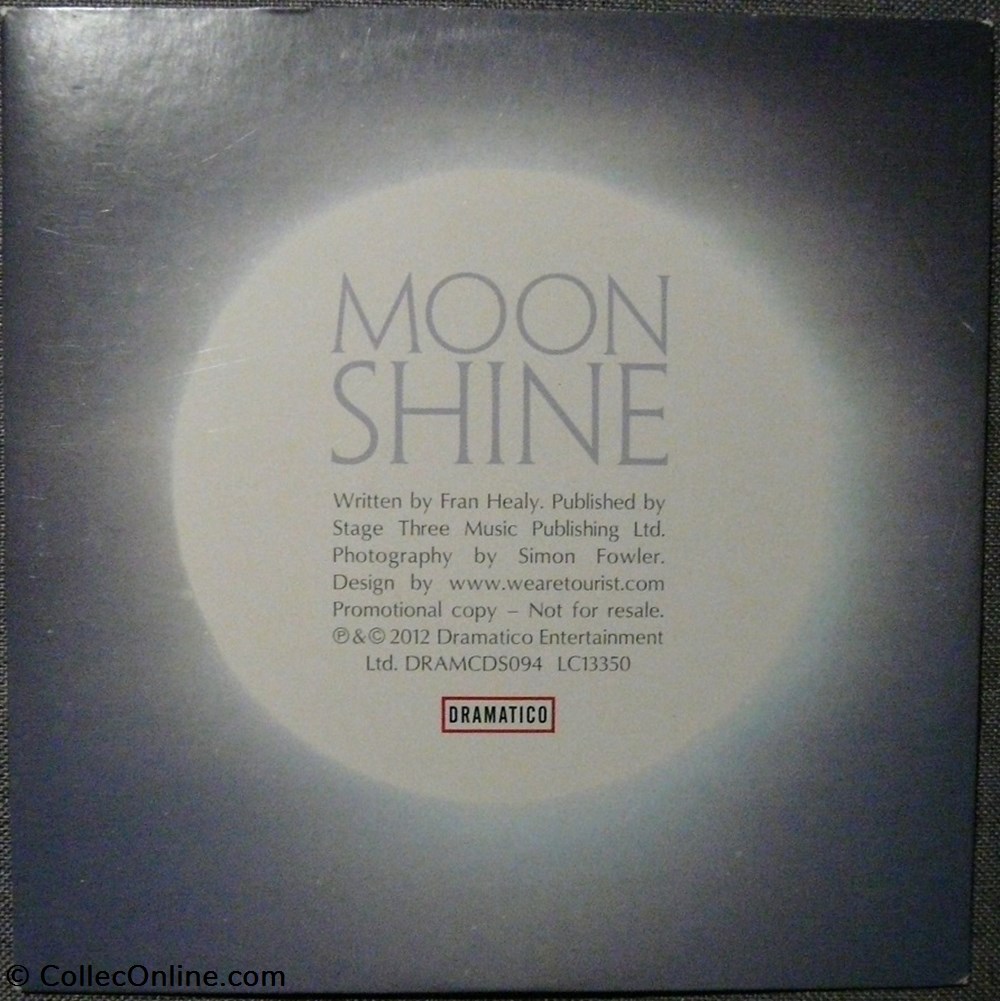 MOON
SHINE
Written by Fran Healy. Published by
Stage Three Music Publishing Ltd.
Photography by Simon Fowler.
Design by www.wearetourist.com
Promotional copy – Not for resale.
℗&© 2012 Dramatico Entertainment
Ltd. DRAMCDS094 LC13350
DRAMATICO
© CollecOnline.com